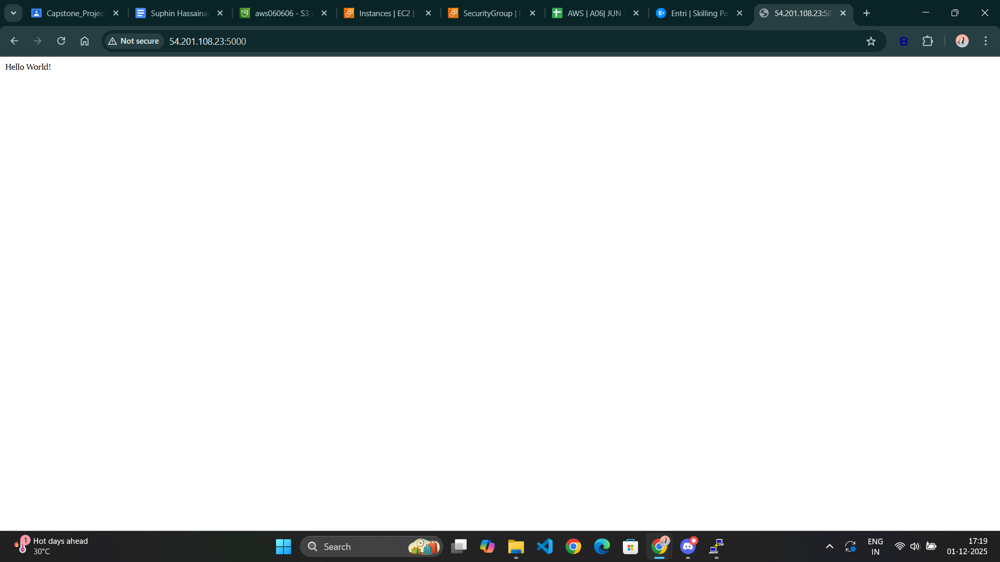 Capstone_Projec
Suphin Hassaina
aws060606 - S3
Instances | EC2 |
SecurityGroup | E
AWS | A06| JUN
Entri | Skilling Pa
54.201.108.23:50
Not secure
54.201.108.23:5000
B
Hello World!
1
Hot days ahead
30°C
Search
ENG
IN
17:19
01-12-2025